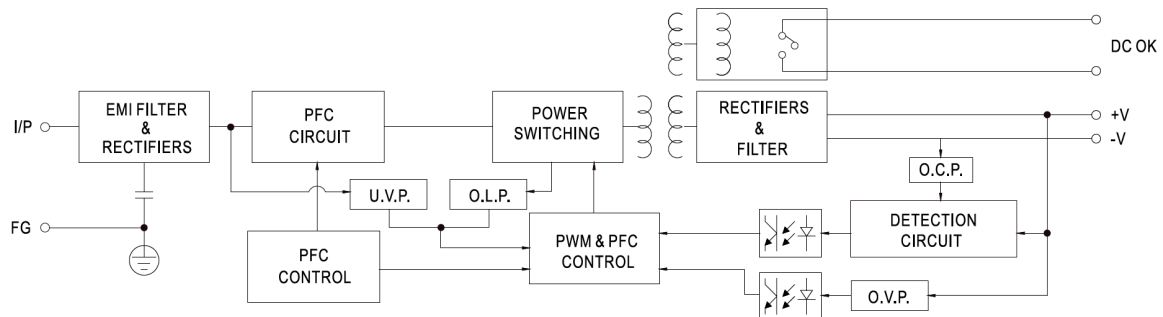 DC OK
I/P
EMI FILTER
&
RECTIFIERS
PFC
CIRCUIT
POWER
SWITCHING
RECTIFIERS
&
FILTER
+V
-V
U.V.P.
O.L.P.
O.C.P.
FG
PFC
CONTROL
PWM & PFC
CONTROL
DETECTION
CIRCUIT
O.V.P.